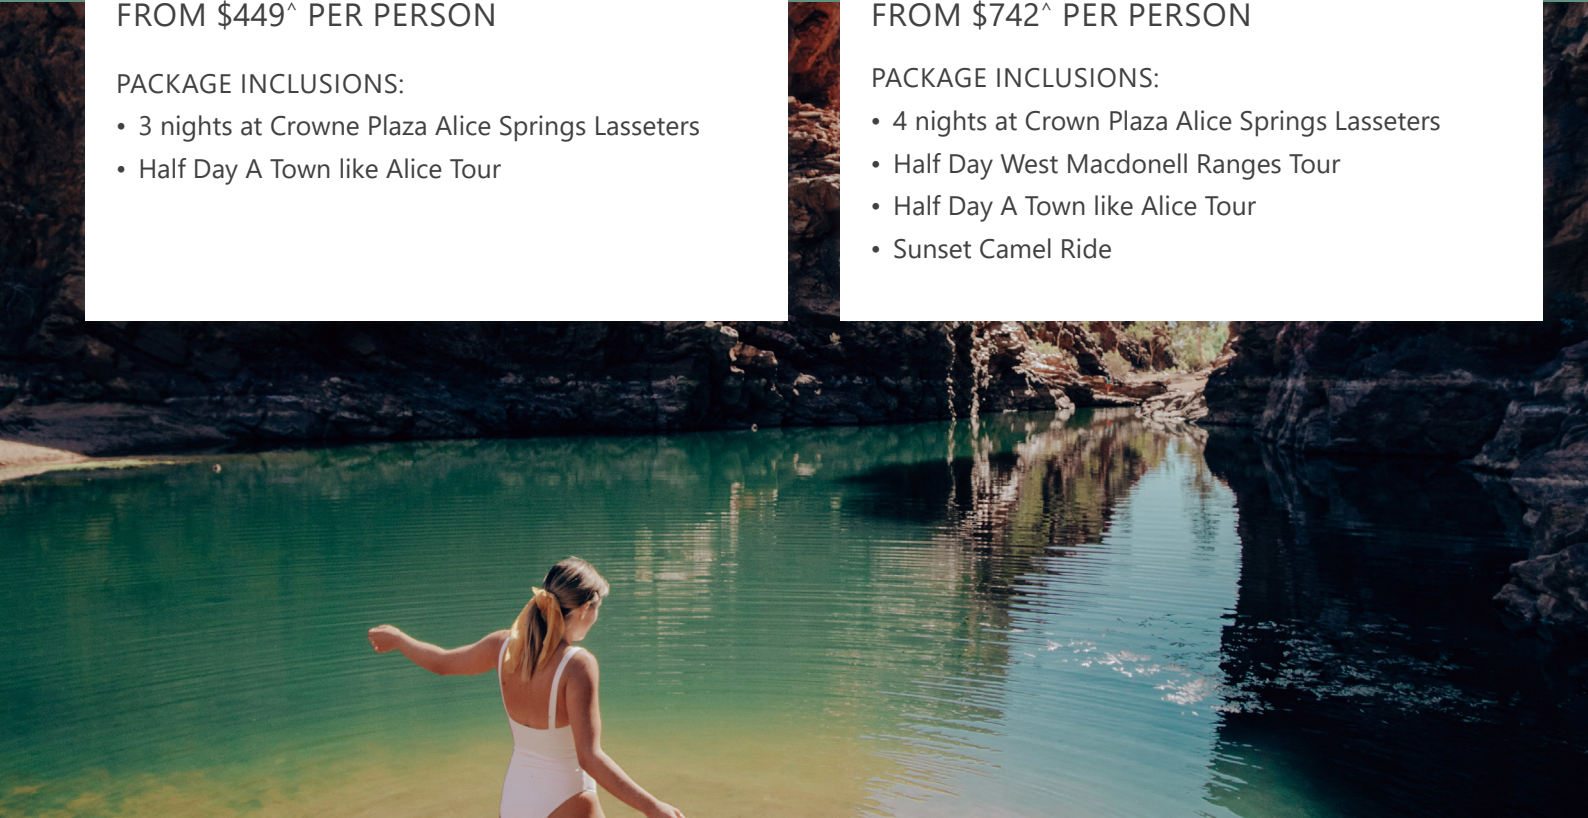 FROM $449^ PER PERSON
PACKAGE INCLUSIONS:
• 3 nights at Crowne Plaza Alice Springs Lasseters
• Half Day A Town like Alice Tour
FROM $742^ PER PERSON
PACKAGE INCLUSIONS:
• 4 nights at Crown Plaza Alice Springs Lasseters
• Half Day West Macdonell Ranges Tour
• Half Day A Town like Alice Tour
• Sunset Camel Ride